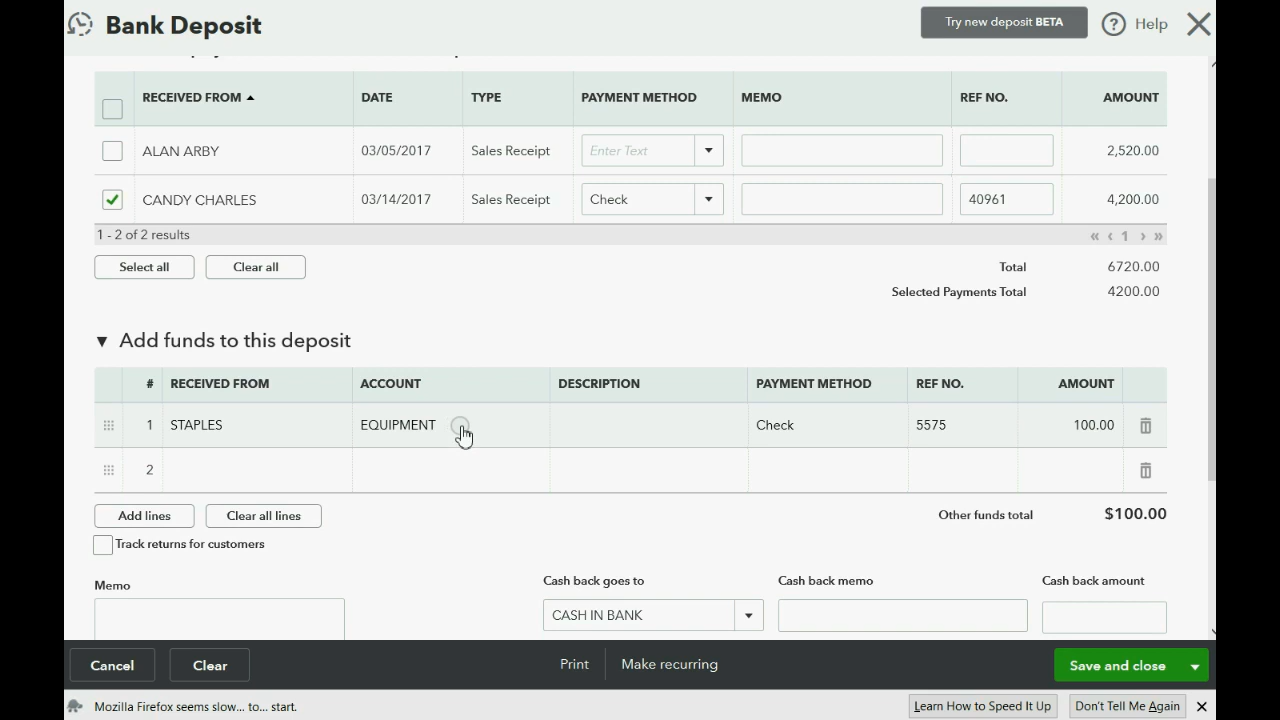 Bank Deposit
Try new deposit BETA
Help
RECEIVED FROM DATE TYPE PAYMENT METHOD MEMO REF NO. AMOUNT
ALAN ARBY 03/05/2017 Sales Receipt Enter Text 2,520.00
CANDY CHARLES 03/14/2017 Sales Receipt Check 40961 4,200.00
1 - 2 of 2 results « ‹ 1 › »
Select all Clear all Total 6720.00
Selected Payments Total 4200.00
Add funds to this deposit
# RECEIVED FROM ACCOUNT DESCRIPTION PAYMENT METHOD REF NO. AMOUNT
1 STAPLES EQUIPMENT Check 5575 100.00
2
Add lines Clear all lines Other funds total $100.00
Track returns for customers
Memo Cash back goes to Cash back memo Cash back amount
CASH IN BANK
Cancel Clear Print Make recurring Save and close
Mozilla Firefox seems slow... to... start. Learn How to Speed It Up Don't Tell Me Again